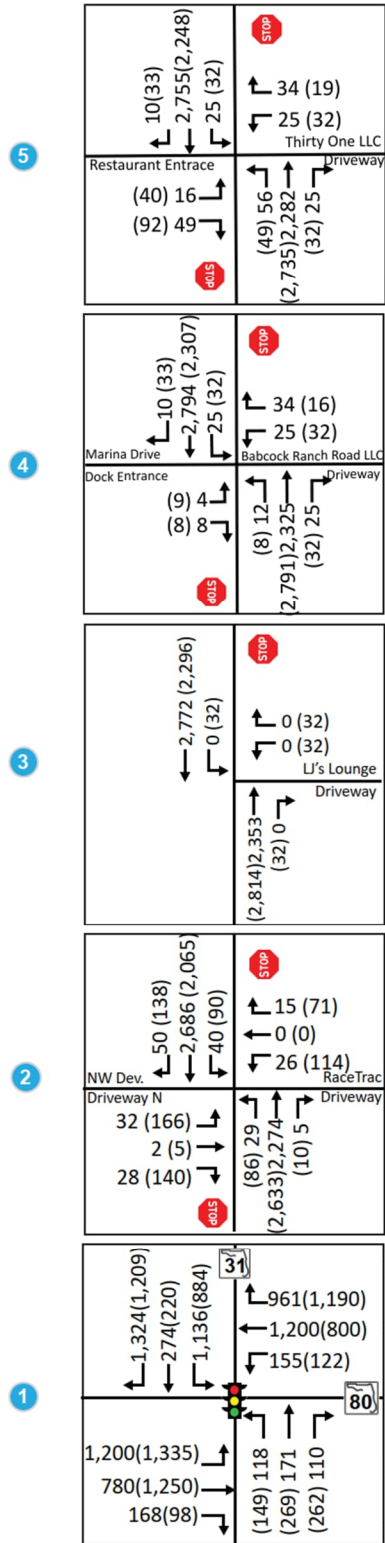 5
10(33)
2,755(2,248)
25 (32)
STOP
34 (19)
25 (32)
Thirty One LLC
Restaurant Entrace
Driveway
(40) 16
(92) 49
STOP
(49) 56
(2,735)2,282
(32) 25
4
10 (33)
2,794 (2,307)
25 (32)
STOP
34 (16)
25 (32)
Marina Drive
Babcock Ranch Road LLC
Dock Entrance
Driveway
(9) 4
(8) 8
STOP
(8) 12
(2,791)2,325
(32) 25
3
2,772 (2,296)
0 (32)
STOP
0 (32)
0 (32)
LJ's Lounge
Driveway
(2,814)2,353
(32) 0
2
50 (138)
2,686 (2,065)
40 (90)
STOP
15 (71)
0 (0)
26 (114)
NW Dev.
RaceTrac
Driveway N
Driveway
32 (166)
2 (5)
28 (140)
STOP
(86) 29
(2,633)2,274
(10) 5
1
31
1,324(1,209)
274(220)
1,136(884)
961(1,190)
1,200(800)
155(122)
80
1,200(1,335)
780(1,250)
168(98)
(149) 118
(269) 171
(262) 110